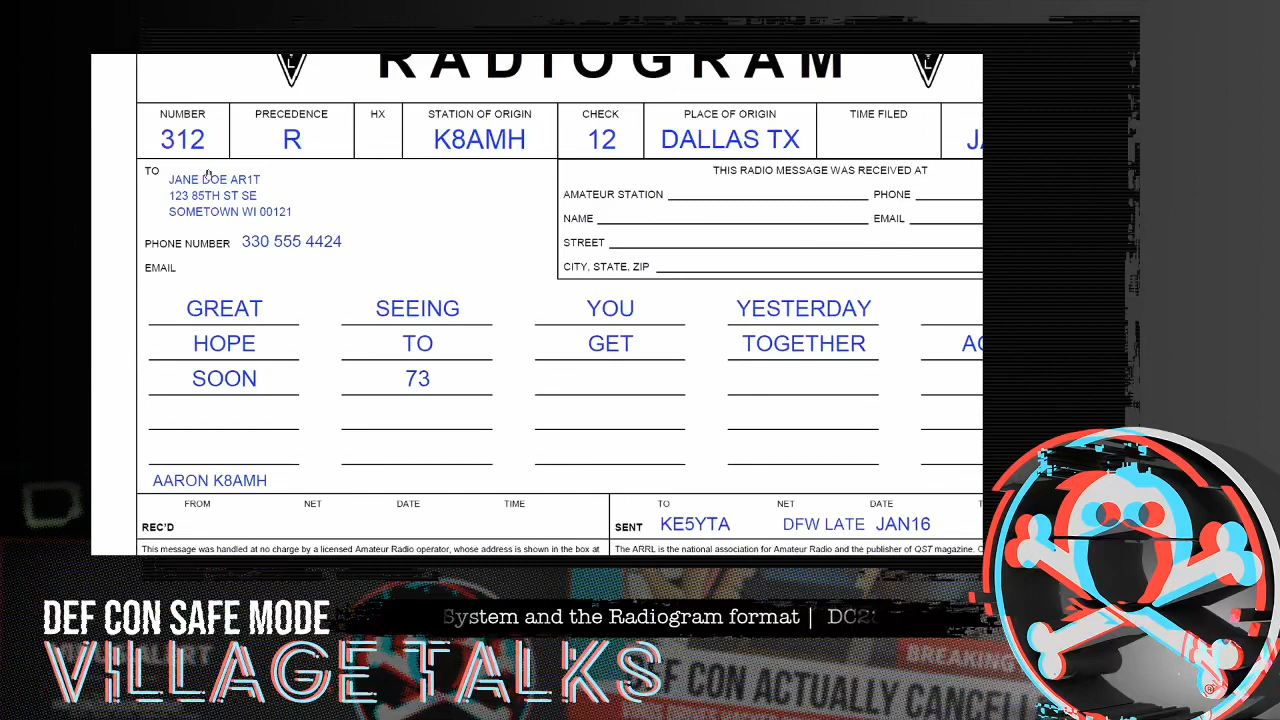 RADIOGRAM
NUMBER PRECEDENCE HX STATION OF ORIGIN CHECK PLACE OF ORIGIN TIME FILED
312 R K8AMH 12 DALLAS TX
TO
JANE DOE AR1T
123 85TH ST SE
SOMETOWN WI 00121
PHONE NUMBER 330 555 4424
EMAIL
THIS RADIO MESSAGE WAS RECEIVED AT
AMATEUR STATION PHONE
NAME EMAIL
STREET
CITY, STATE, ZIP
GREAT SEEING YOU YESTERDAY
HOPE TO GET TOGETHER
SOON 73
AARON K8AMH
FROM NET DATE TIME
REC'D
TO NET DATE
SENT KE5YTA DFW LATE JAN16
This message was handled at no charge by a licensed Amateur Radio operator, whose address is shown in the box at
The ARRL is the national association for Amateur Radio and the publisher of QST magazine.
DEF CON SAFE MODE
VILLAGE TALKS
System and the Radiogram format |
DEF CON ACTUALLY